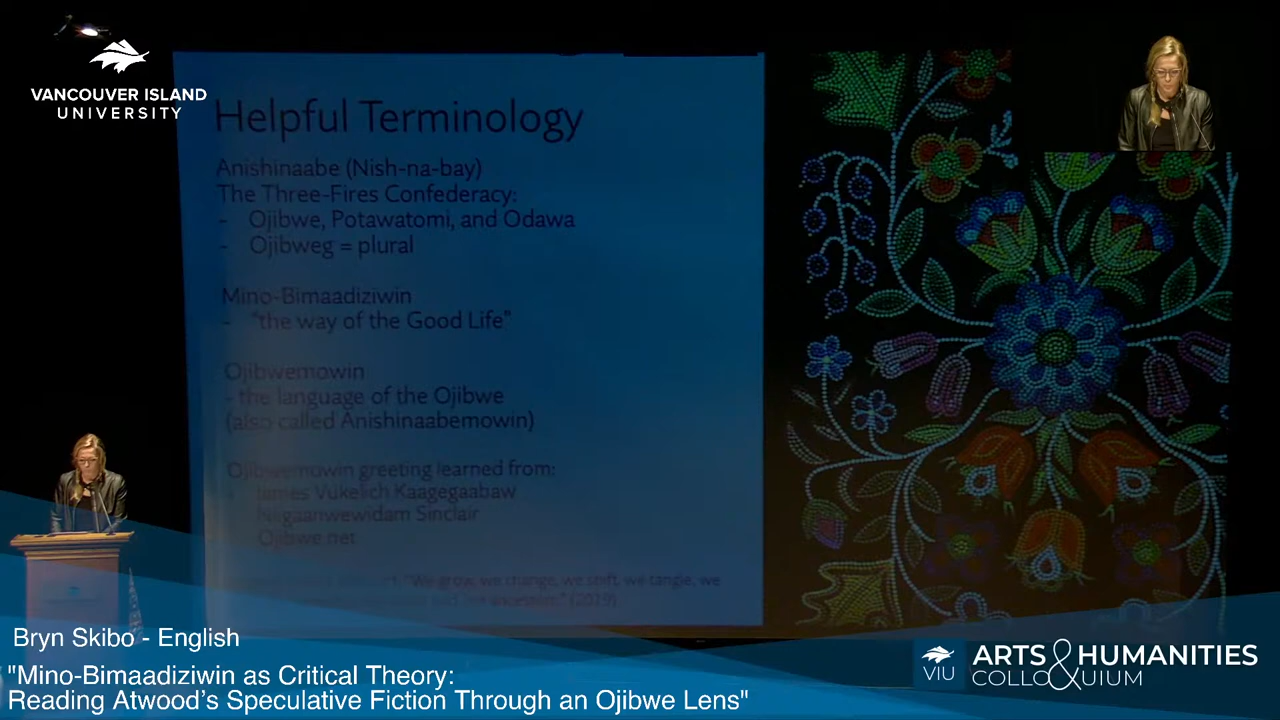 VANCOUVER ISLAND
UNIVERSITY
Helpful Terminology
Anishinaabe (Nish-na-bay)
The Three-Fires Confederacy:
- Ojibwe, Potawatomi, and Odawa
- Ojibweg = plural
Mino-Bimaadiziwin
- "the way of the Good Life"
Ojibwemowin
- the language of the Ojibwe
(also called Anishinaabemowin)
Ojibwemowin greeting learned from:
James Vukelich Kaagegaabaw
Negaanwewidam Sinclair
Ojibwe.net
"We grow, we change, we shift, we tangle, we
(2019)
Bryn Skibo - English
"Mino-Bimaadiziwin as Critical Theory:
Reading Atwood's Speculative Fiction Through an Ojibwe Lens"
VIU
ARTS & HUMANITIES
COLLOQUIUM